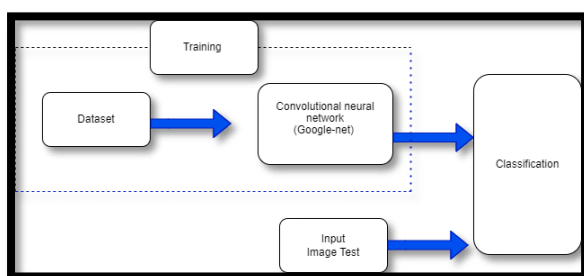 Training
Dataset
Convolutional neural
network
(Google-net)
Classification
Input
Image Test